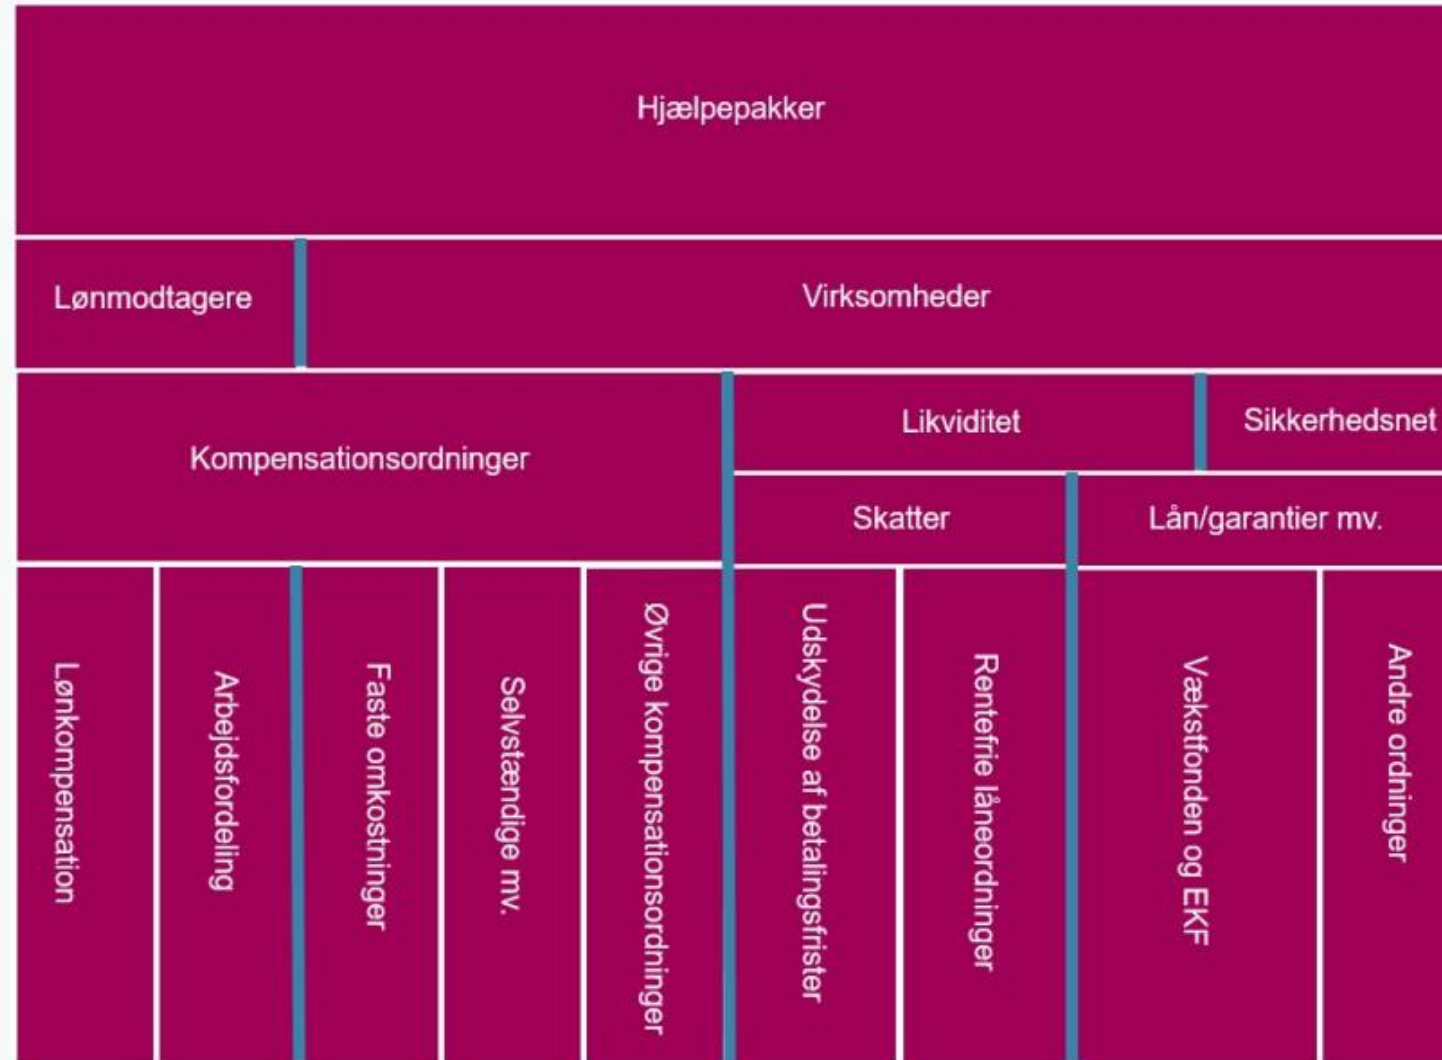 Hjælpepakker
Lønmodtagere
Virksomheder
Kompensationsordninger
Likviditet
Sikkerhedsnet
Skatter
Lån/garantier mv.
Lønkompensation
Arbejdsfordeling
Faste omkostninger
Selvstændige mv.
Øvrige kompensationsordninger
Udskydelse af betalingsfrister
Rentefrie låneordninger
Vækstfonden og EKF
Andre ordninger